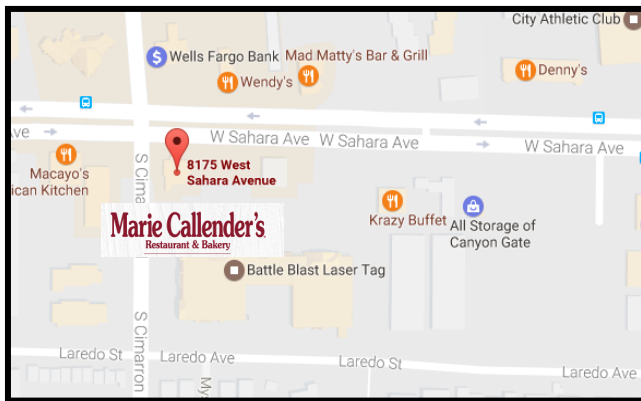 City Athletic Club
Wells Fargo Bank
Mad Matty's Bar & Grill
Wendy's
Denny's
Ave
W Sahara Ave
W Sahara Ave
W Sahara Ave
Macayo's
ican Kitchen
S Cima
8175 West
Sahara Avenue
Marie Callender's
Restaurant & Bakery
Krazy Buffet
All Storage of
Canyon Gate
Battle Blast Laser Tag
S Cimarron
Laredo St
Laredo Ave
Laredo St
Laredo Ave
My